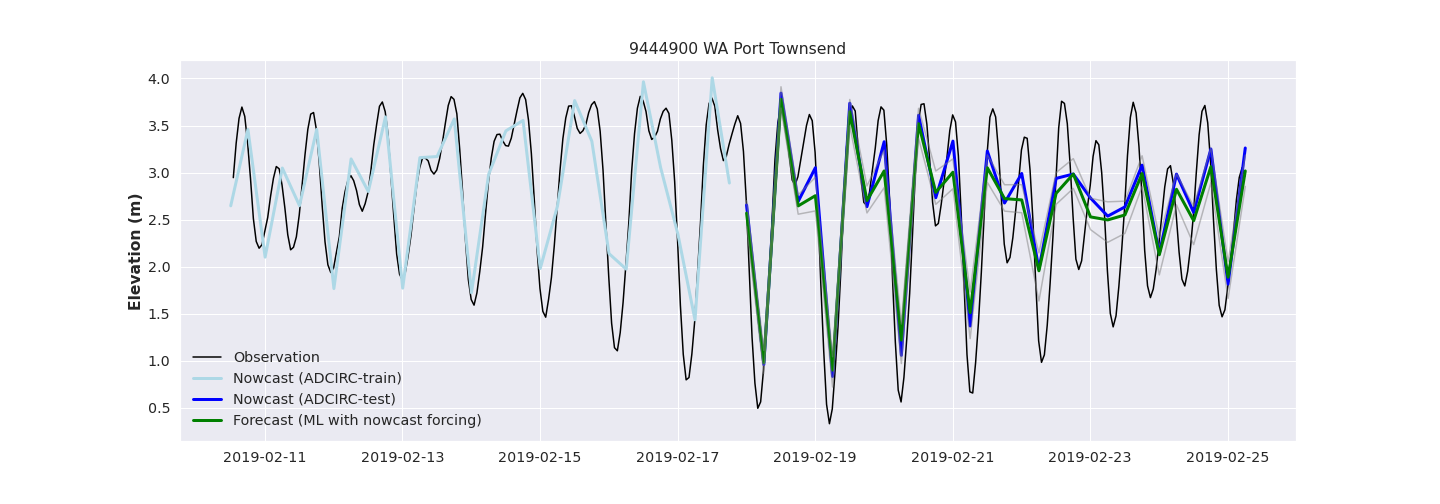 9444900 WA Port Townsend
Elevation (m)
4.0
3.5
3.0
2.5
2.0
1.5
1.0
0.5
Observation
Nowcast (ADCIRC-train)
Nowcast (ADCIRC-test)
Forecast (ML with nowcast forcing)
2019-02-11 2019-02-13 2019-02-15 2019-02-17 2019-02-19 2019-02-21 2019-02-23 2019-02-25